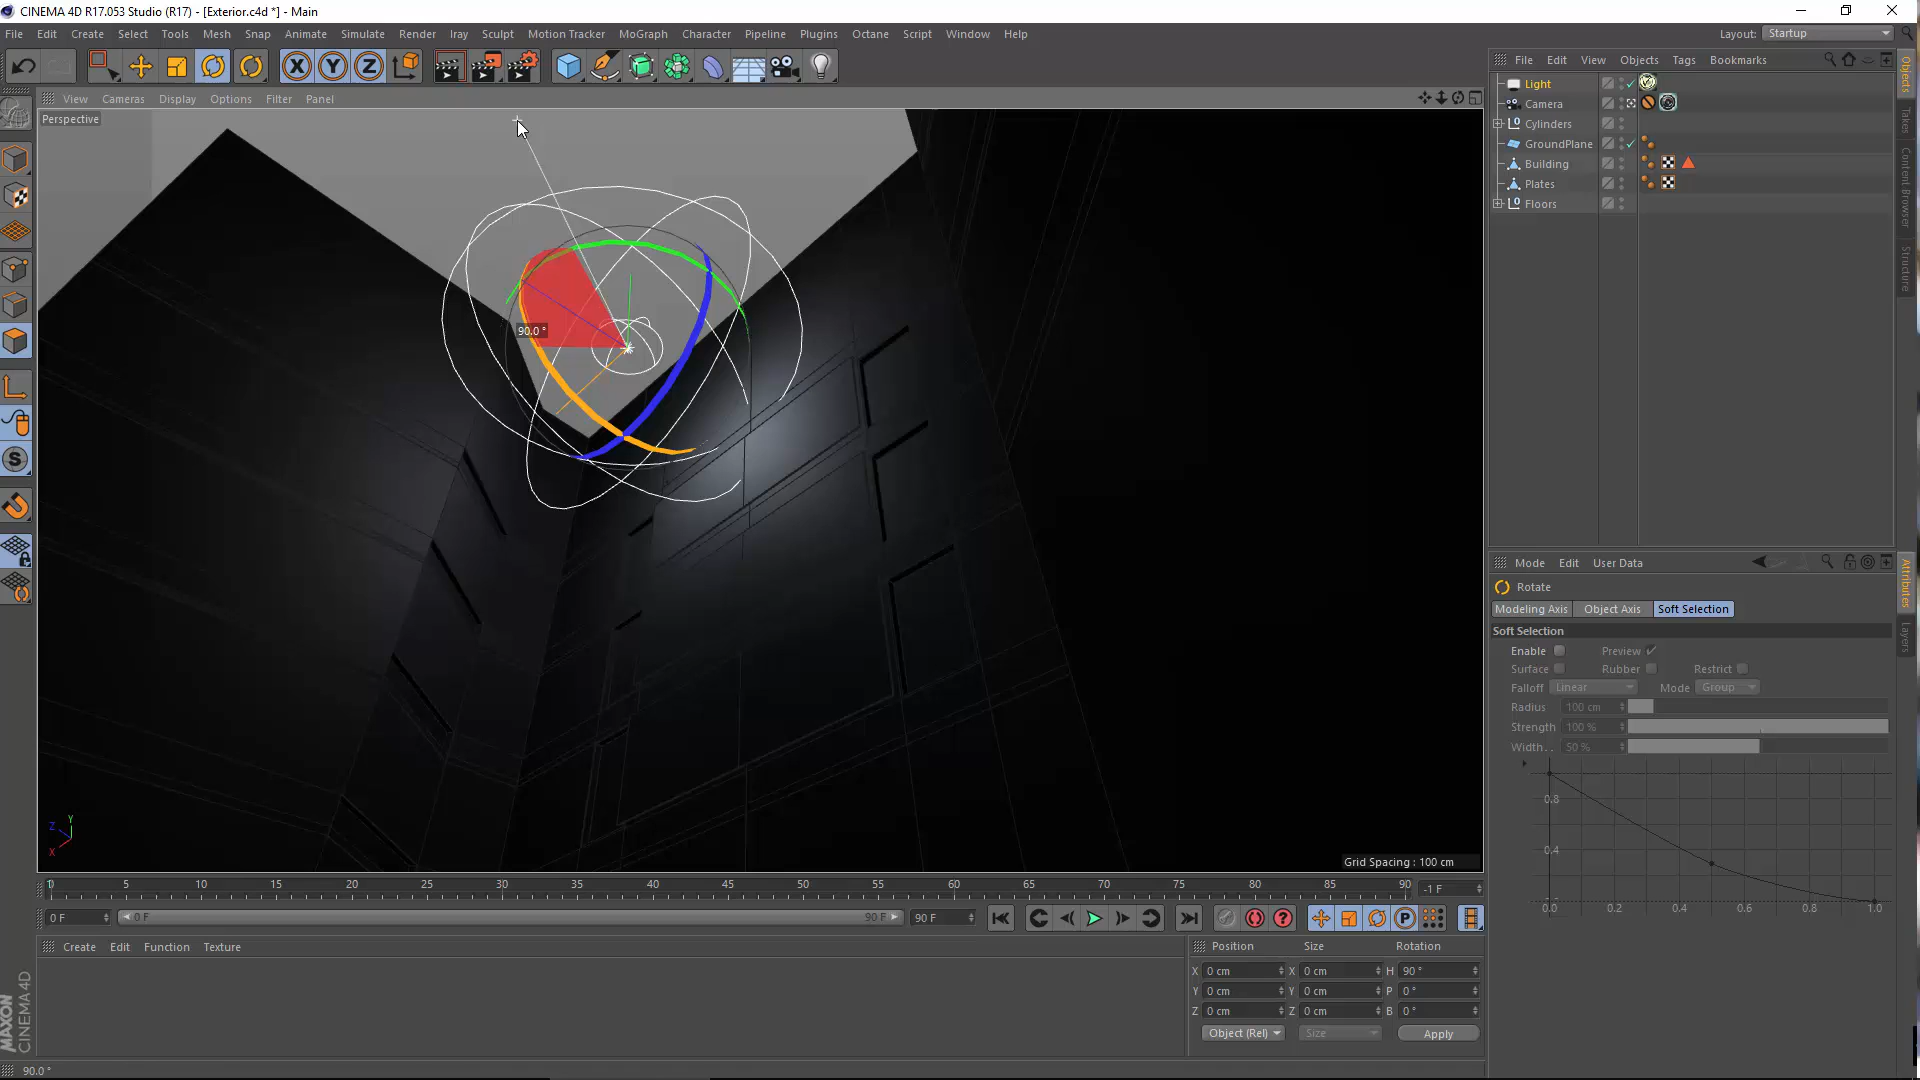 CINEMA 4D R17.053 Studio (R17) - [Exterior.c4d *] - Main
File Edit Create Select Tools Mesh Snap Animate Simulate Render Iray Sculpt Motion Tracker MoGraph Character Pipeline Plugins Octane Script Window Help
Layout: Startup
X Y Z
View Cameras Display Options Filter Panel
Perspective
90.0 °
Z Y X
Grid Spacing : 100 cm
File Edit View Objects Tags Bookmarks
Light
Camera
Cylinders
GroundPlane
Building
Plates
Floors
Objects
Takes
Content Browser
Structure
Mode Edit User Data
Rotate
Modeling Axis Object Axis Soft Selection
Soft Selection
Enable Preview
Surface Rubber Restrict
Falloff Linear Mode Group
Radius 100 cm
Strength 100 %
Width. . 50 %
0.8
0.4
0.0 0.2 0.4 0.6 0.8 1.0
Attributes
Layers
0 5 10 15 20 25 30 35 40 45 50 55 60 65 70 75 80 85 90 -1 F
0 F 0 F 90 F 90 F
Create Edit Function Texture
Position Size Rotation
X 0 cm X 0 cm H 90 °
Y 0 cm Y 0 cm P 0 °
Z 0 cm Z 0 cm B 0 °
Object (Rel) Size Apply
MAXON
CINEMA 4D
90.0 °